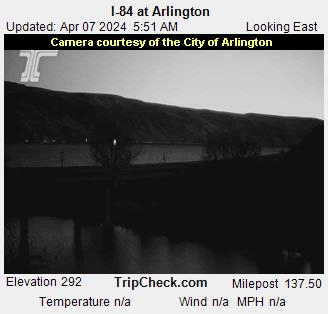 I-84 at Arlington
Updated: Apr 07 2024 5:51 AM Looking East
Camera courtesy of the City of Arlington
Elevation 292 TripCheck.com Milepost 137.50
Temperature n/a Wind n/a MPH n/a